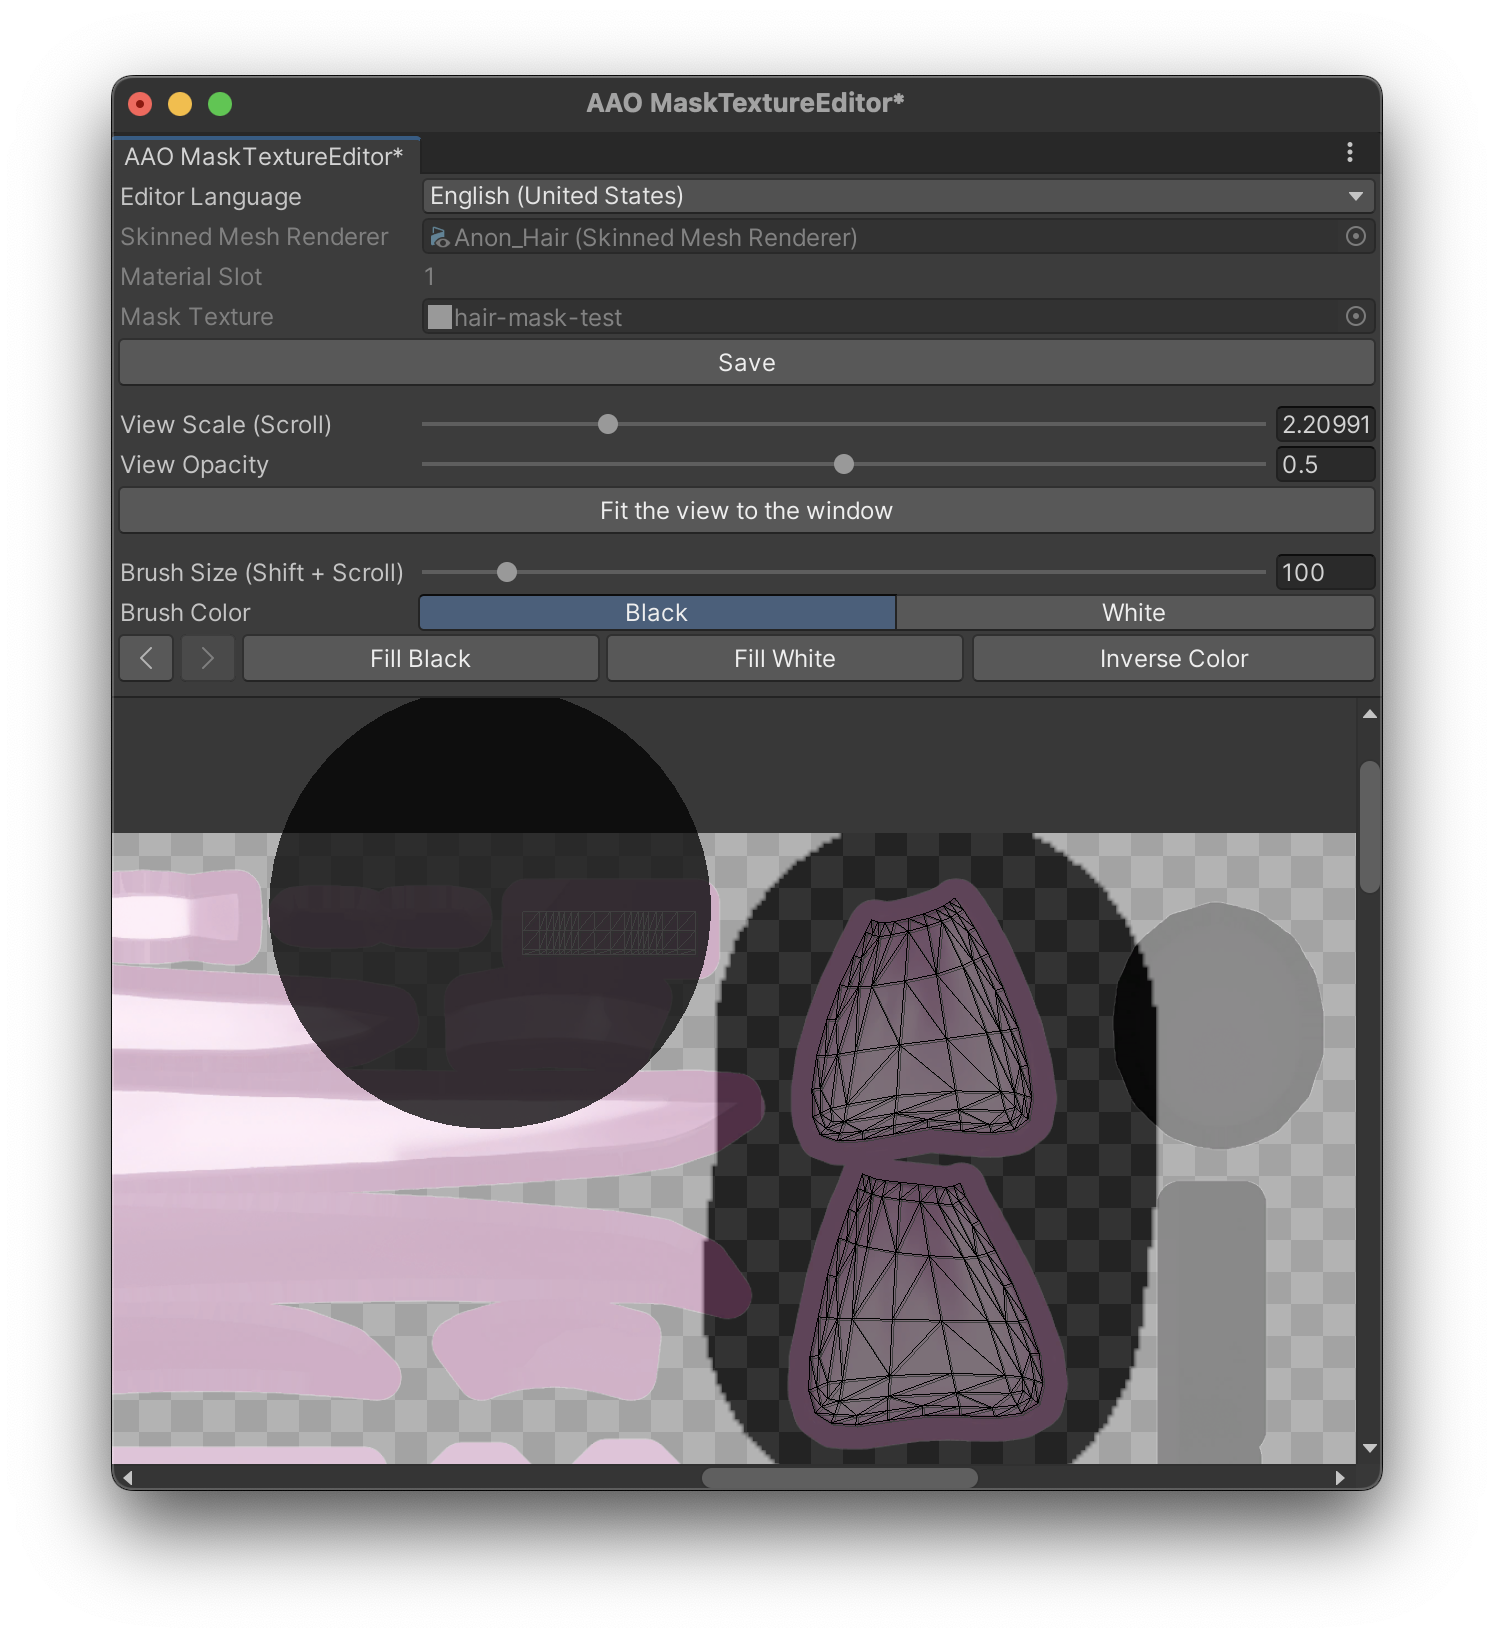 AAO MaskTextureEditor*
AAO MaskTextureEditor*
Editor Language English (United States)
Skinned Mesh Renderer Anon_Hair (Skinned Mesh Renderer)
Material Slot 1
Mask Texture hair-mask-test
Save
View Scale (Scroll) 2.20991
View Opacity 0.5
Fit the view to the window
Brush Size (Shift + Scroll) 100
Brush Color Black White
Fill Black Fill White Inverse Color